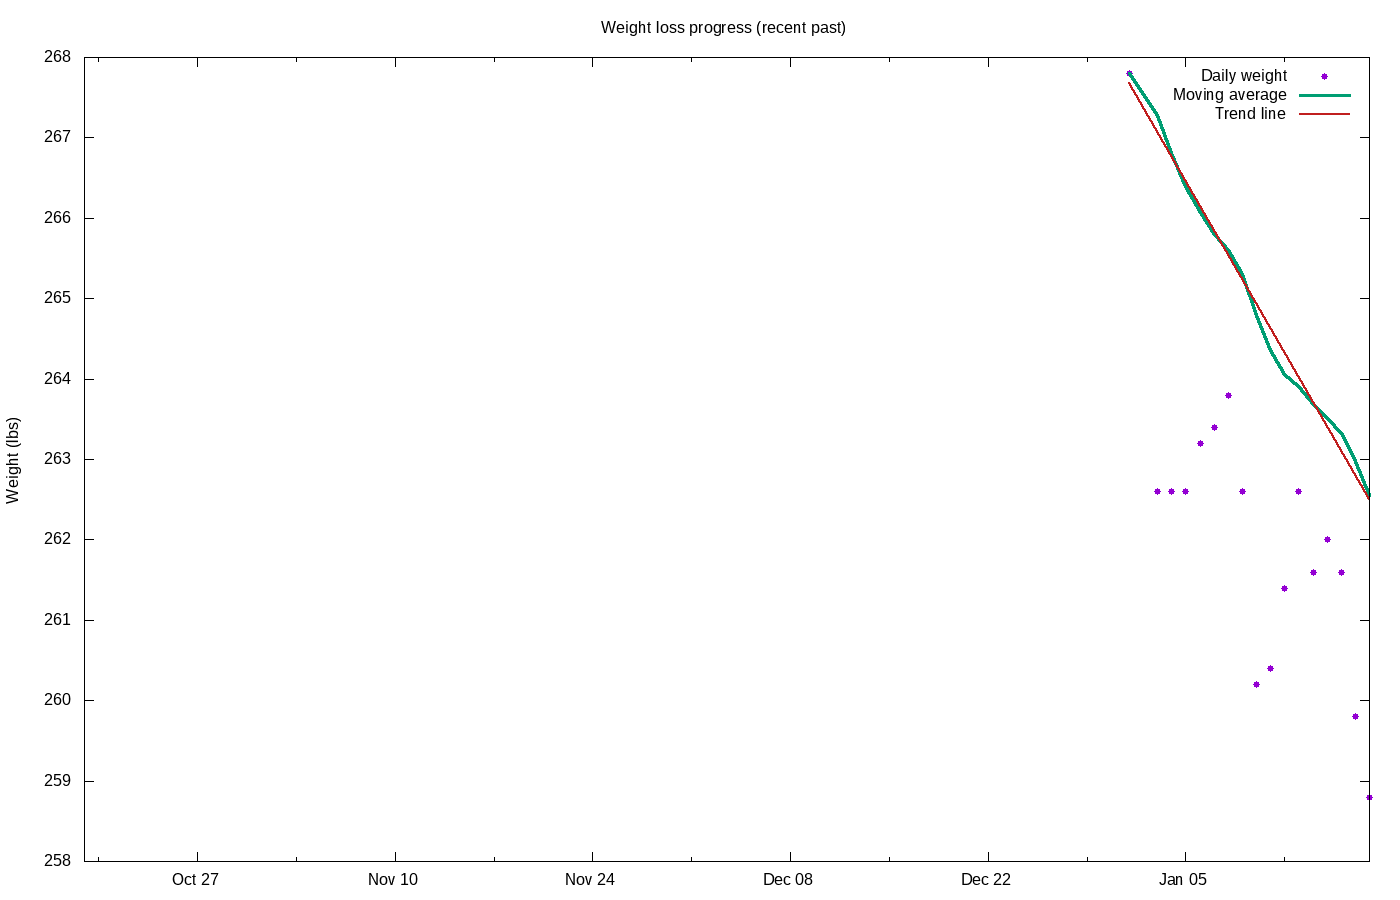 Weight loss progress (recent past)
Daily weight
Moving average
Trend line
268
267
266
265
264
263
262
261
260
259
258
Weight (lbs)
Oct 27
Nov 10
Nov 24
Dec 08
Dec 22
Jan 05